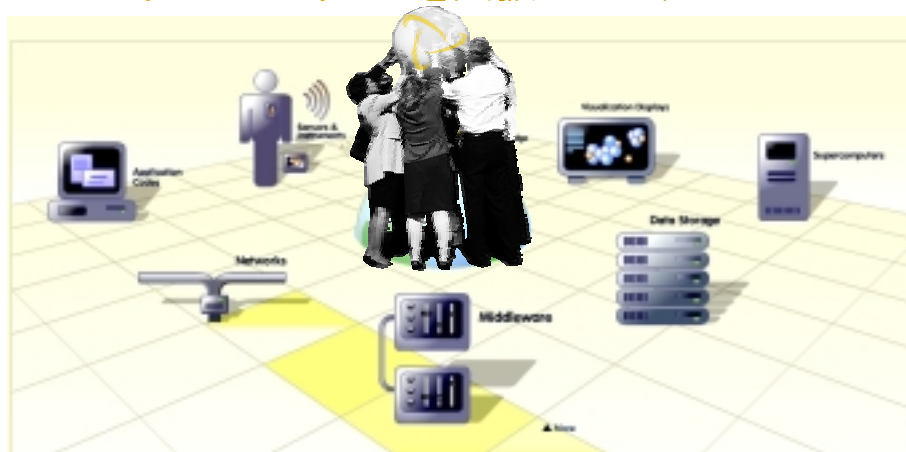 Visualization Displays
Sensors &
Instruments
Supercomputers
Application
Codes
Data Storage
Networks
Middleware
▲ More